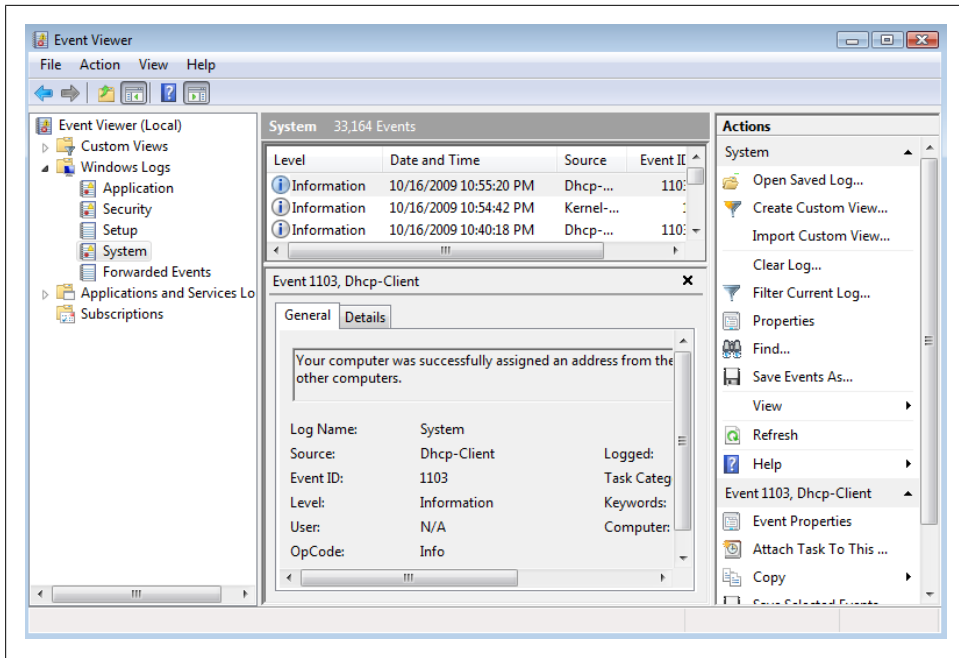 Event Viewer
File Action View Help
Event Viewer (Local)
Custom Views
Windows Logs
Application
Security
Setup
System
Forwarded Events
Applications and Services Lo
Subscriptions
System 33,164 Events
Level Date and Time Source Event ID
Information 10/16/2009 10:55:20 PM Dhcp-... 110
Information 10/16/2009 10:54:42 PM Kernel-...
Information 10/16/2009 10:40:18 PM Dhcp-... 110
Event 1103, Dhcp-Client
General Details
Your computer was successfully assigned an address from the
other computers.
Log Name: System
Source: Dhcp-Client Logged:
Event ID: 1103 Task Categ
Level: Information Keywords:
User: N/A Computer:
OpCode: Info
Actions
System
Open Saved Log...
Create Custom View...
Import Custom View...
Clear Log...
Filter Current Log...
Properties
Find...
Save Events As...
View
Refresh
Help
Event 1103, Dhcp-Client
Event Properties
Attach Task To This ...
Copy
Save Selected Events